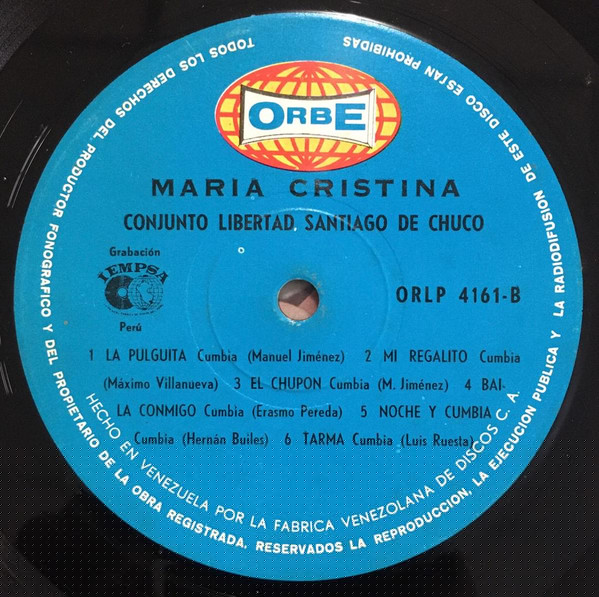 ORBE
MARIA CRISTINA
CONJUNTO LIBERTAD, SANTIAGO DE CHUCO
Grabación
IEMPSA
Perú
ORLP 4161-B
1 LA PULGUITA Cumbia (Manuel Jiménez) 2 MI REGALITO Cumbia
(Máximo Villanueva) 3 EL CHUPON Cumbia (M. Jiménez) 4 BAI-
LA CONMIGO Cumbia (Erasmo Pereda) 5 NOCHE Y CUMBIA
Cumbia (Hernán Builes) 6 TARMA Cumbia (Luis Ruesta)
HECHO EN VENEZUELA POR LA FABRICA VENEZOLANA DE DISCOS C. A.
TODOS LOS DERECHOS DEL PRODUCTOR FONOGRAFICO Y DEL PROPIETARIO DE LA OBRA REGISTRADA, RESERVADOS LA REPRODUCCION, LA EJECUCION PUBLICA Y LA RADIODIFUSION DE ESTE DISCO ESTAN PROHIBIDAS